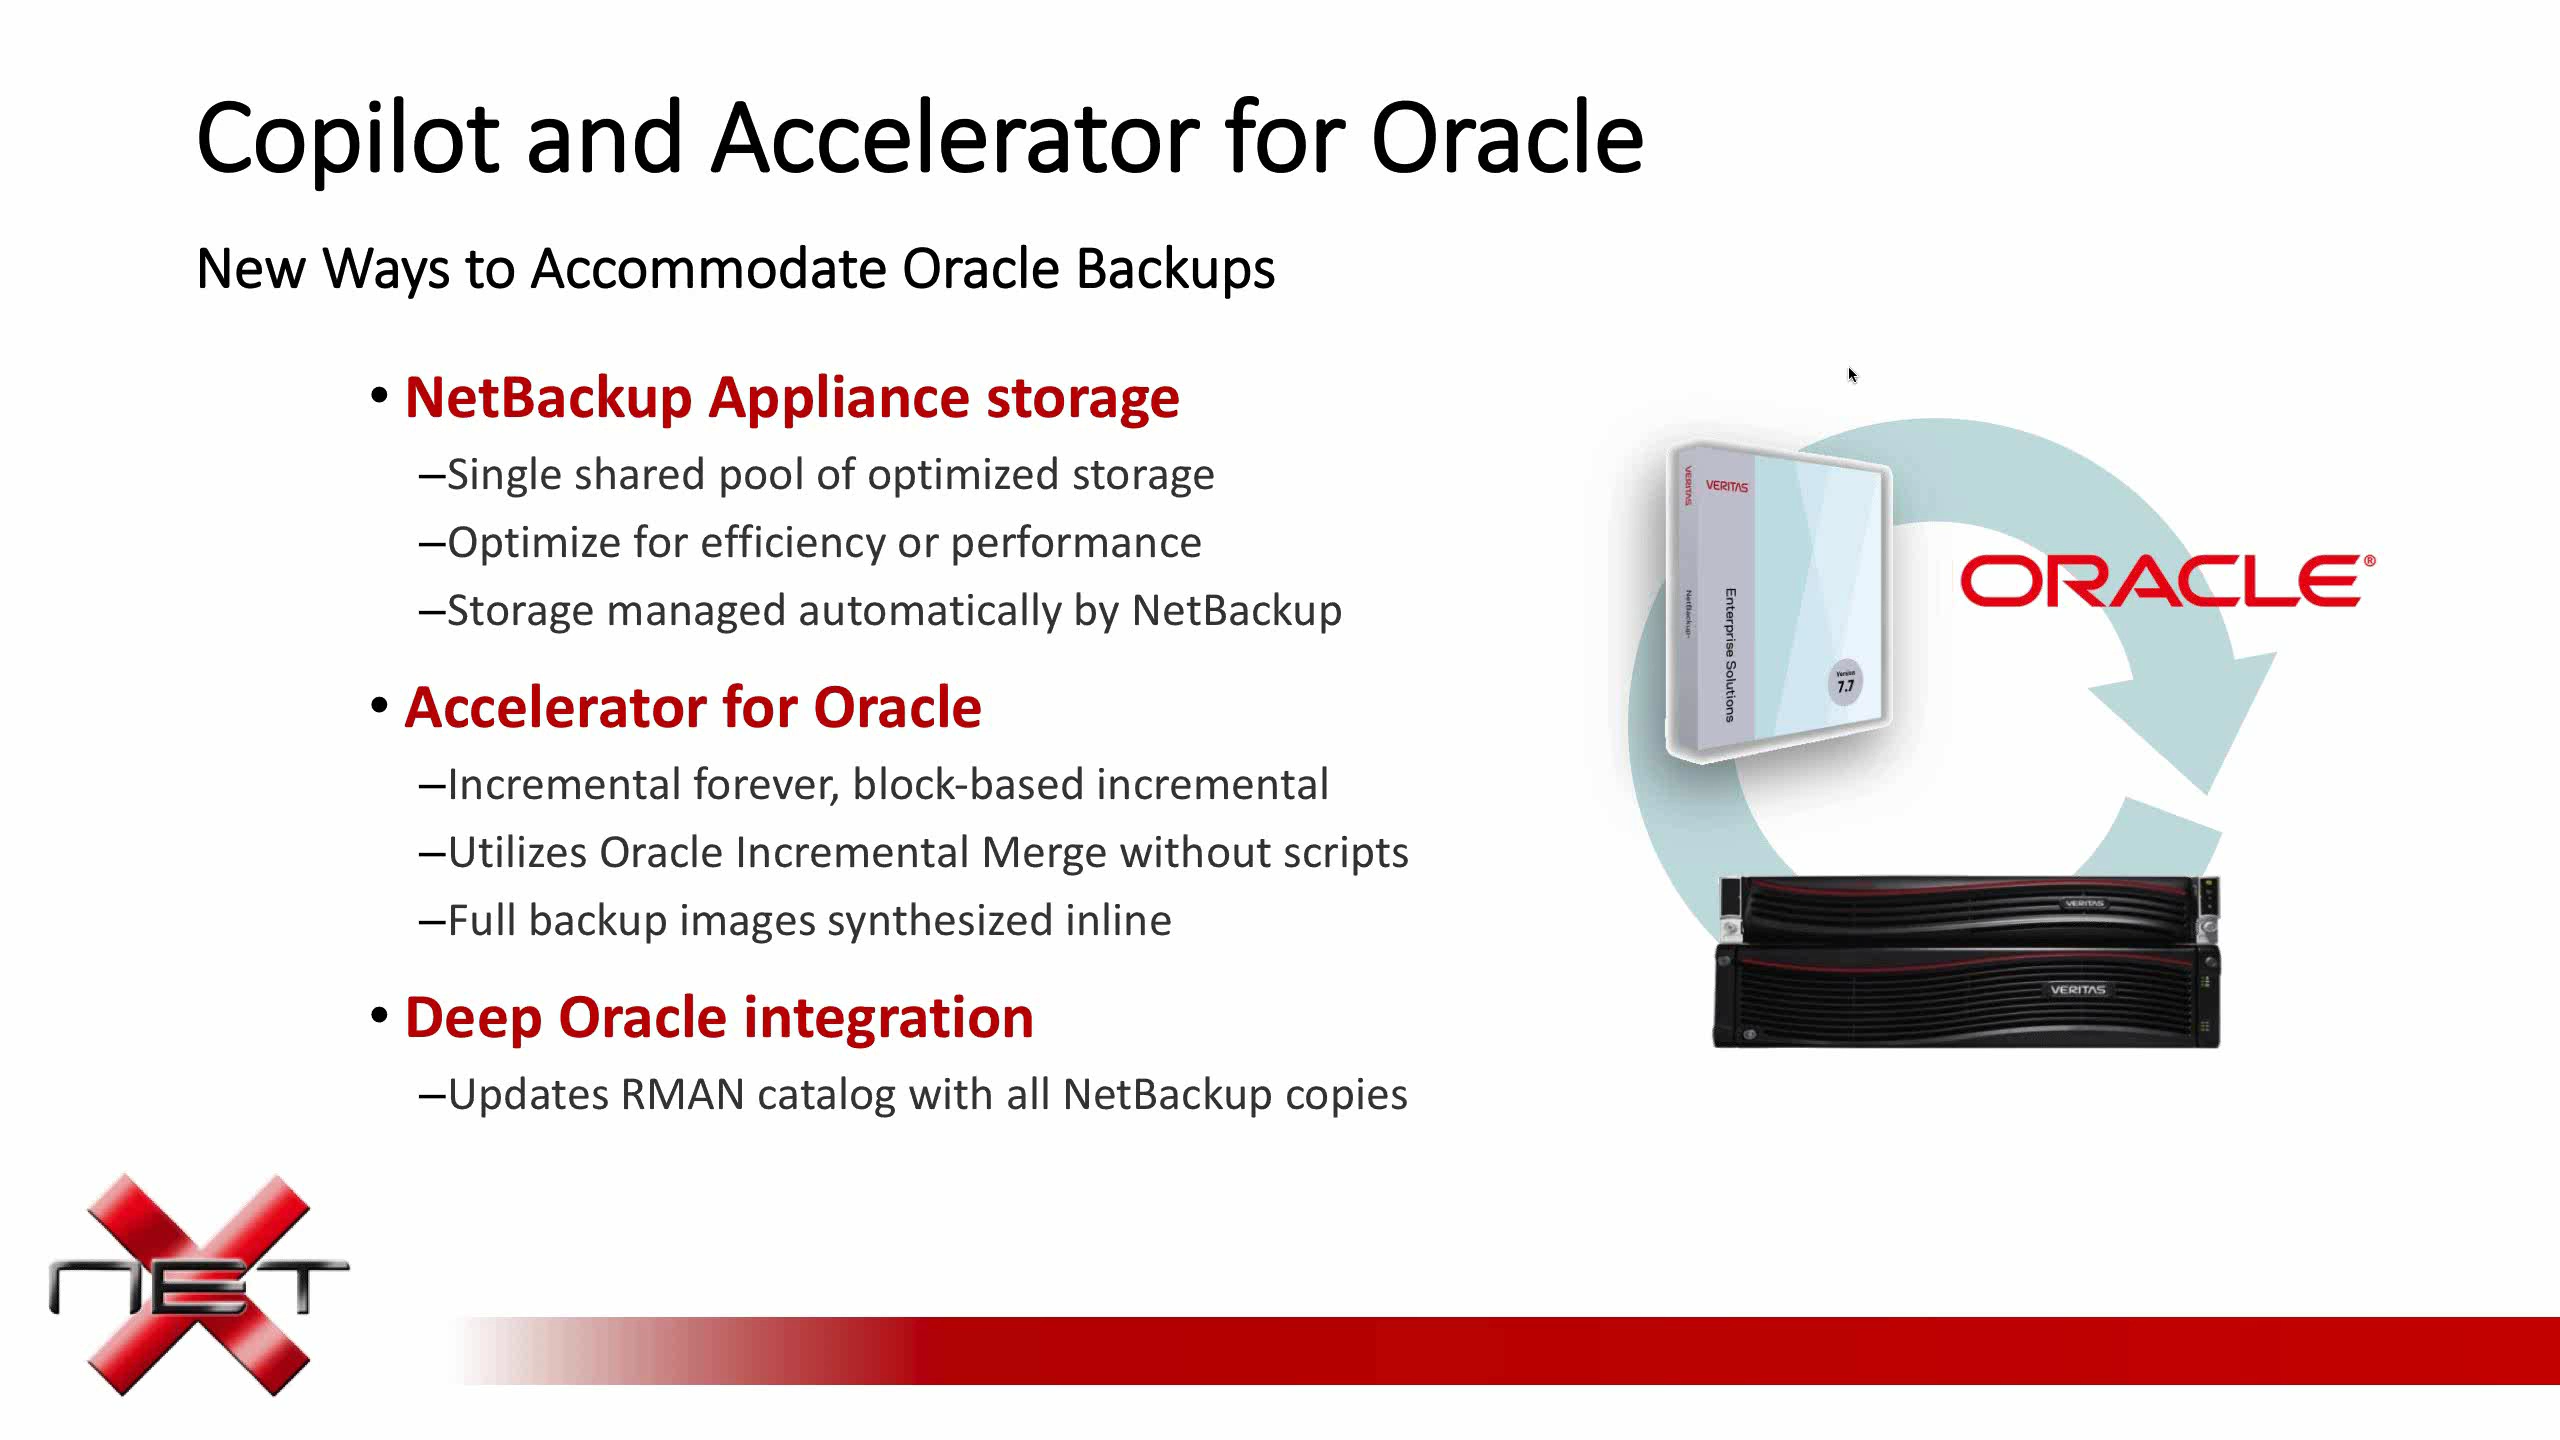 Copilot and Accelerator for Oracle
New Ways to Accommodate Oracle Backups
• NetBackup Appliance storage
–Single shared pool of optimized storage
–Optimize for efficiency or performance
–Storage managed automatically by NetBackup
• Accelerator for Oracle
–Incremental forever, block-based incremental
–Utilizes Oracle Incremental Merge without scripts
–Full backup images synthesized inline
• Deep Oracle integration
–Updates RMAN catalog with all NetBackup copies
VERITAS
NetBackup™
VERITAS
Enterprise Solutions
Version
7.7
ORACLE®
VERITAS
VERITAS
NET